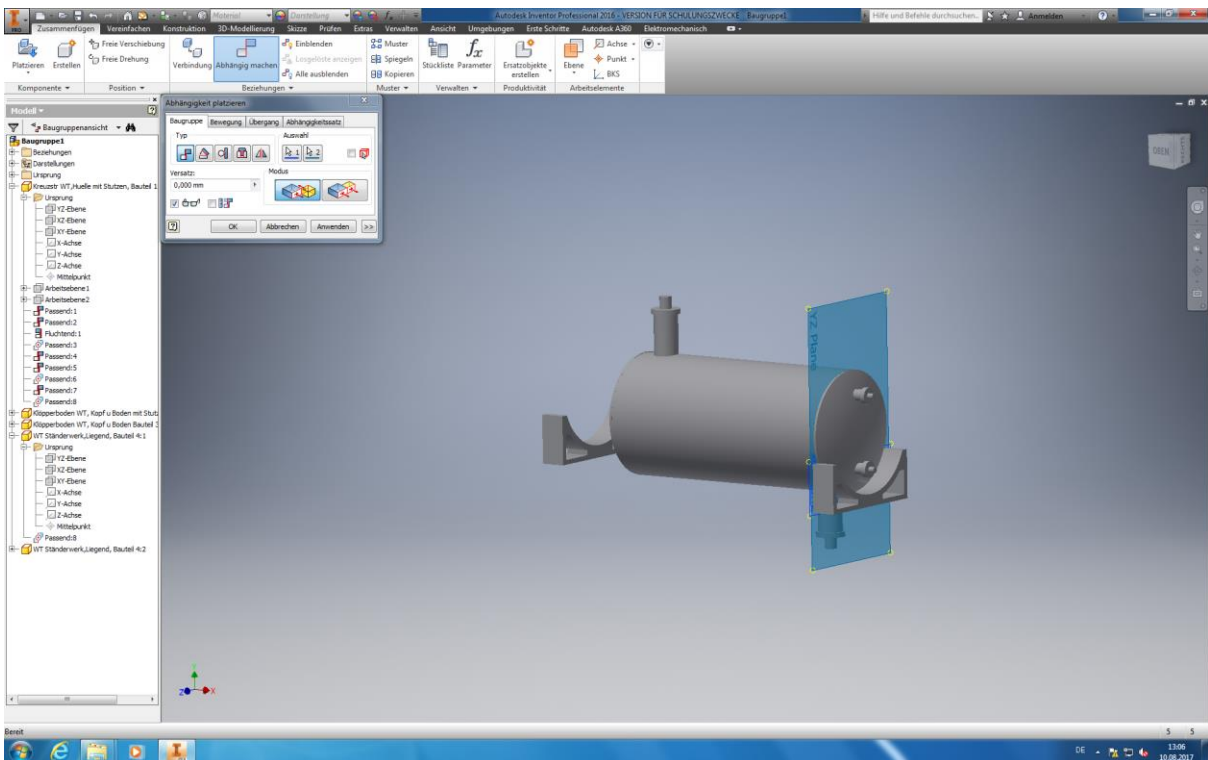 Material
Darstellung
Autodesk Inventor Professional 2016 - VERSION FÜR SCHULUNGSZWECKE Baugruppe1
Hilfe und Befehle durchsuchen...
Anmelden
PRO
Zusammenfügen Vereinfachen Konstruktion 3D-Modellierung Skizze Prüfen Extras Verwalten Ansicht Umgebungen Erste Schritte Autodesk A360 Elektromechanisch
Platzieren Erstellen
Freie Verschiebung
Freie Drehung
Verbindung Abhängig machen
Einblenden
Losgelöste anzeigen
Alle ausblenden
Muster
Spiegeln
Kopieren
Stückliste Parameter
Ersatzobjekte erstellen
Ebene
Achse
Punkt
BKS
Komponente Position Beziehungen Muster Verwalten Produktivität Arbeitselemente
Modell
Baugruppenansicht
Baugruppe1
Beziehungen
Darstellungen
Ursprung
Kreuzstr WT,Huelle mit Stutzen, Bauteil 1
Ursprung
YZ-Ebene
XZ-Ebene
XY-Ebene
X-Achse
Y-Achse
Z-Achse
Mittelpunkt
Arbeitsebene1
Arbeitsebene2
Passend:1
Passend:2
Fluchtend:1
Passend:3
Passend:4
Passend:5
Passend:6
Passend:7
Passend:8
Klöpperboden WT, Kopf u Boden mit Stutz
Klöpperboden WT, Kopf u Boden Bauteil 3
WT Ständerwerk,Liegend, Bauteil 4:1
Ursprung
YZ-Ebene
XZ-Ebene
XY-Ebene
X-Achse
Y-Achse
Z-Achse
Mittelpunkt
Passend:8
WT Ständerwerk,Liegend, Bauteil 4:2
Abhängigkeit platzieren
Baugruppe Bewegung Übergang Abhängigkeitssatz
Typ
Auswahl
1 2
Versatz:
0,000 mm
Modus
OK Abbrechen Anwenden >>
OBEN
YZ Plane
Y
Z X
Bereit
5 5
DE
13:06
10.08.2017